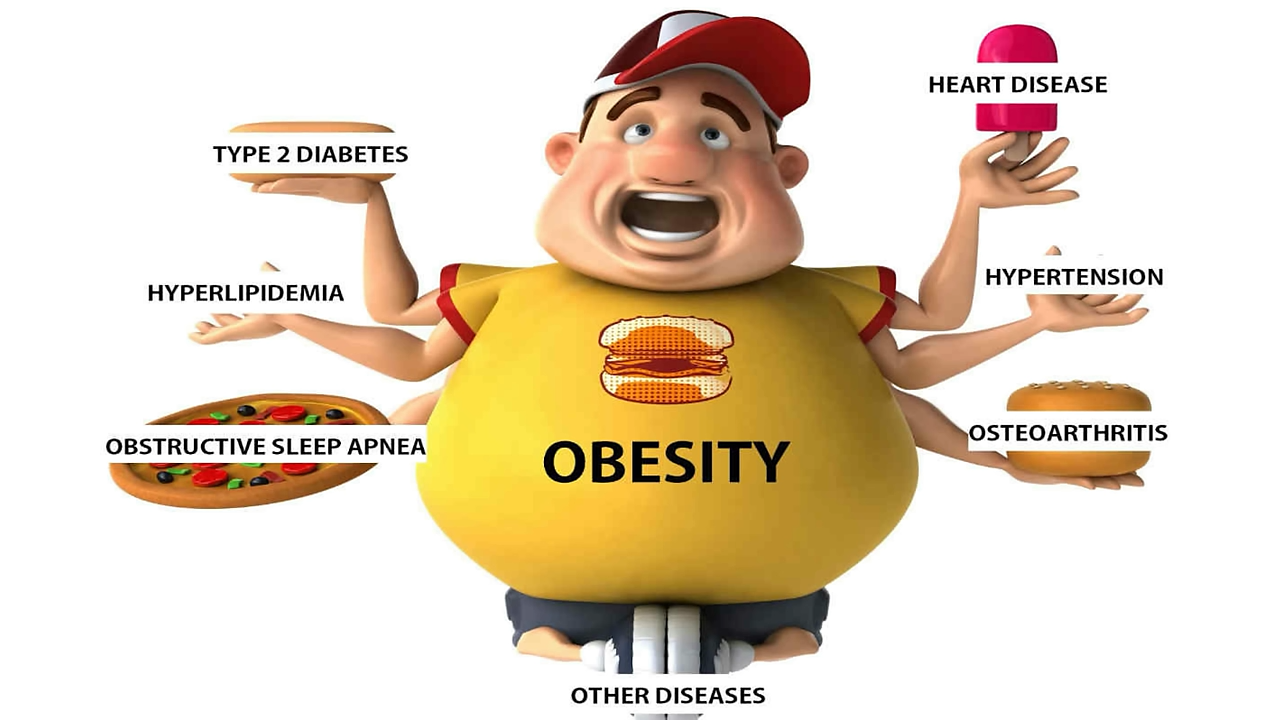 HEART DISEASE
TYPE 2 DIABETES
HYPERTENSION
HYPERLIPIDEMIA
OSTEOARTHRITIS
OBSTRUCTIVE SLEEP APNEA
OBESITY
OTHER DISEASES